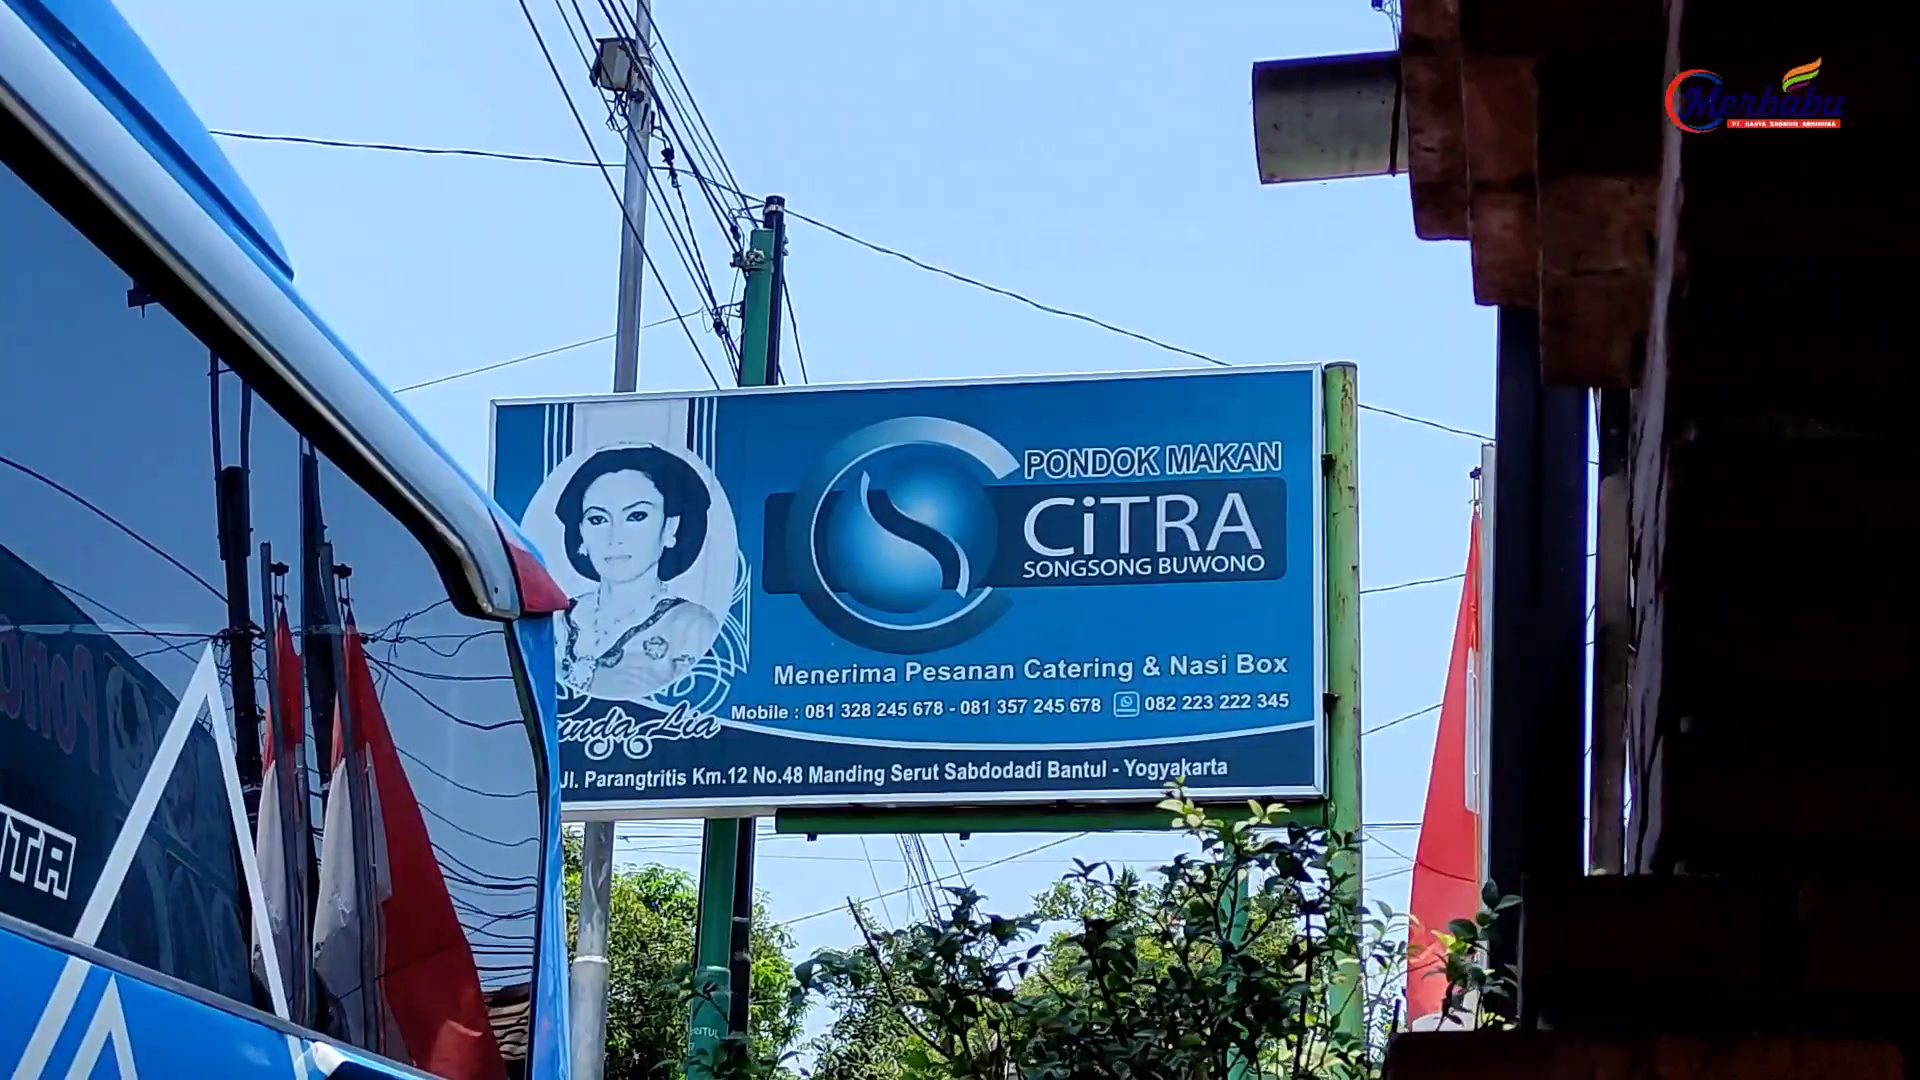 Merbabu
PONDOK MAKAN
CiTRA
SONGSONG BUWONO
Menerima Pesanan Catering & Nasi Box
Mobile : 081 328 245 678 - 081 357 245 678 082 223 222 345
Lia
Jl. Parangtritis Km.12 No.48 Manding Serut Sabdodadi Bantul - Yogyakarta